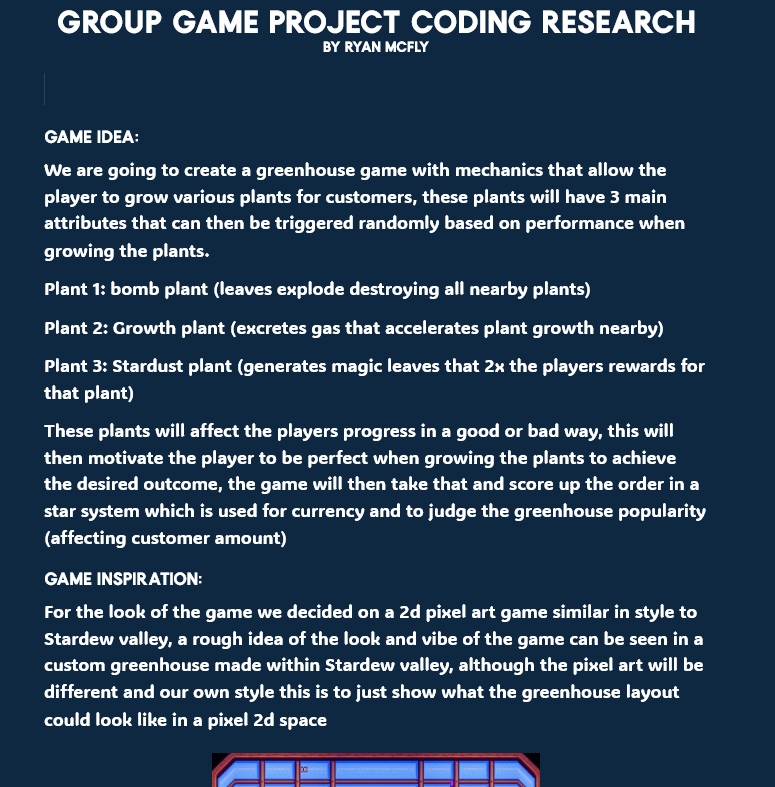 GROUP GAME PROJECT CODING RESEARCH
BY RYAN MCFLY
GAME IDEA:
We are going to create a greenhouse game with mechanics that allow the
player to grow various plants for customers, these plants will have 3 main
attributes that can then be triggered randomly based on performance when
growing the plants.
Plant 1: bomb plant (leaves explode destroying all nearby plants)
Plant 2: Growth plant (excretes gas that accelerates plant growth nearby)
Plant 3: Stardust plant (generates magic leaves that 2x the players rewards for
that plant)
These plants will affect the players progress in a good or bad way, this will
then motivate the player to be perfect when growing the plants to achieve
the desired outcome, the game will then take that and score up the order in a
star system which is used for currency and to judge the greenhouse popularity
(affecting customer amount)
GAME INSPIRATION:
For the look of the game we decided on a 2d pixel art game similar in style to
Stardew valley, a rough idea of the look and vibe of the game can be seen in a
custom greenhouse made within Stardew valley, although the pixel art will be
different and our own style this is to just show what the greenhouse layout
could look like in a pixel 2d space